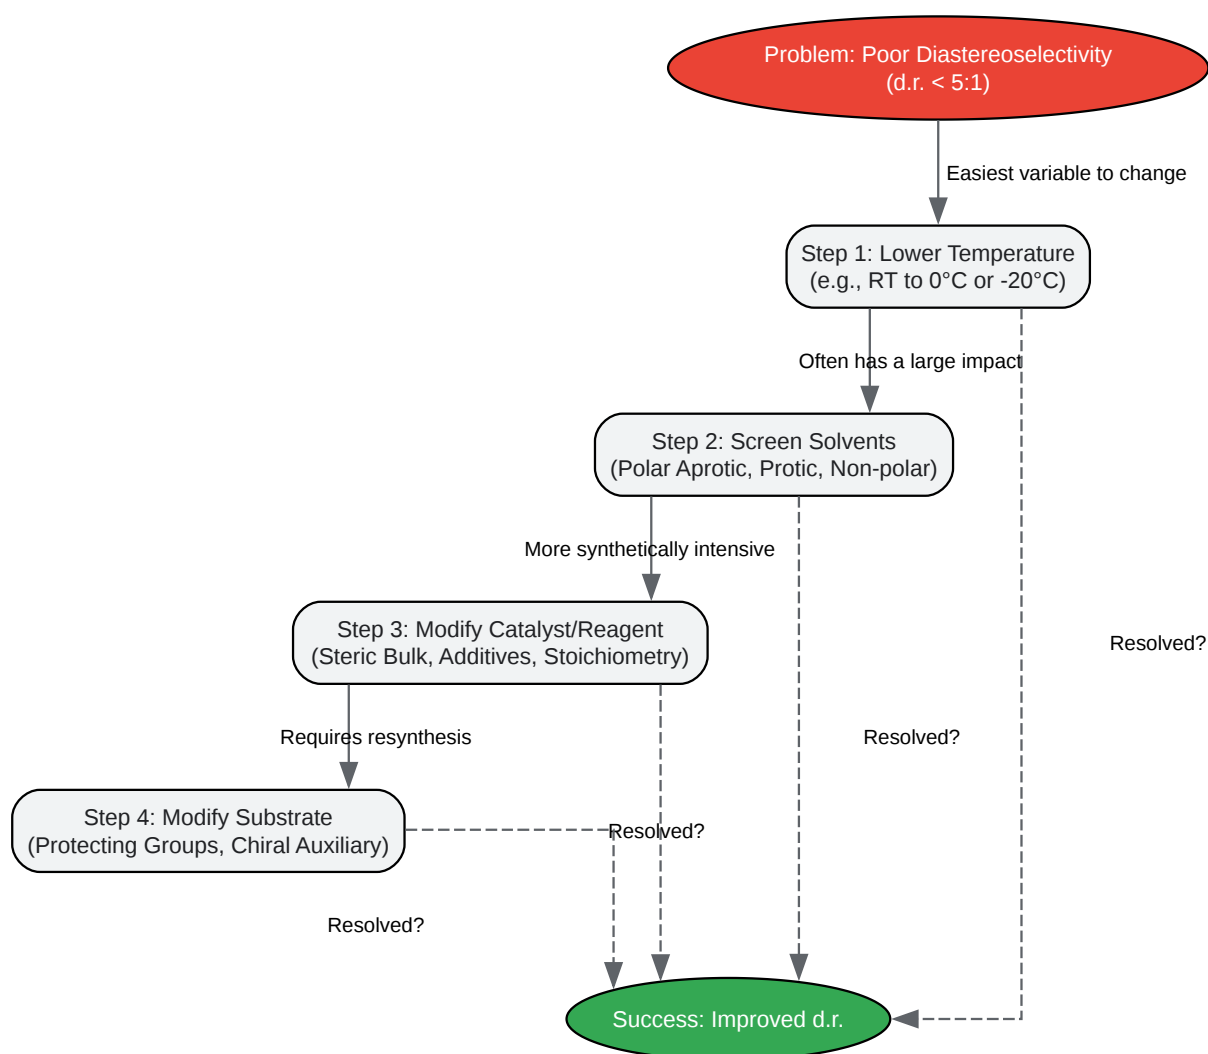 Problem: Poor Diastereoselectivity
(d.r. < 5:1)
Easiest variable to change
Step 1: Lower Temperature
(e.g., RT to 0°C or -20°C)
Often has a large impact
Step 2: Screen Solvents
(Polar Aprotic, Protic, Non-polar)
More synthetically intensive
Step 3: Modify Catalyst/Reagent
(Steric Bulk, Additives, Stoichiometry)
Resolved?
Requires resynthesis
Resolved?
Step 4: Modify Substrate
(Protecting Groups, Chiral Auxiliary)
Resolved?
Resolved?
Success: Improved d.r.